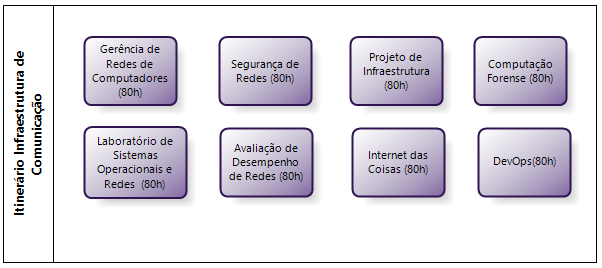 Itinerário Infraestrutura de
Comunicação
Gerência de
Redes de
Computadores
(80h)
Segurança de
Redes (80h)
Projeto de
Infraestrutura
(80h)
Computação
Forense (80h)
Laboratório de
Sistemas
Operacionais e
Redes (80h)
Avaliação de
Desempenho
de Redes (80h)
Internet das
Coisas (80h)
DevOps(80h)